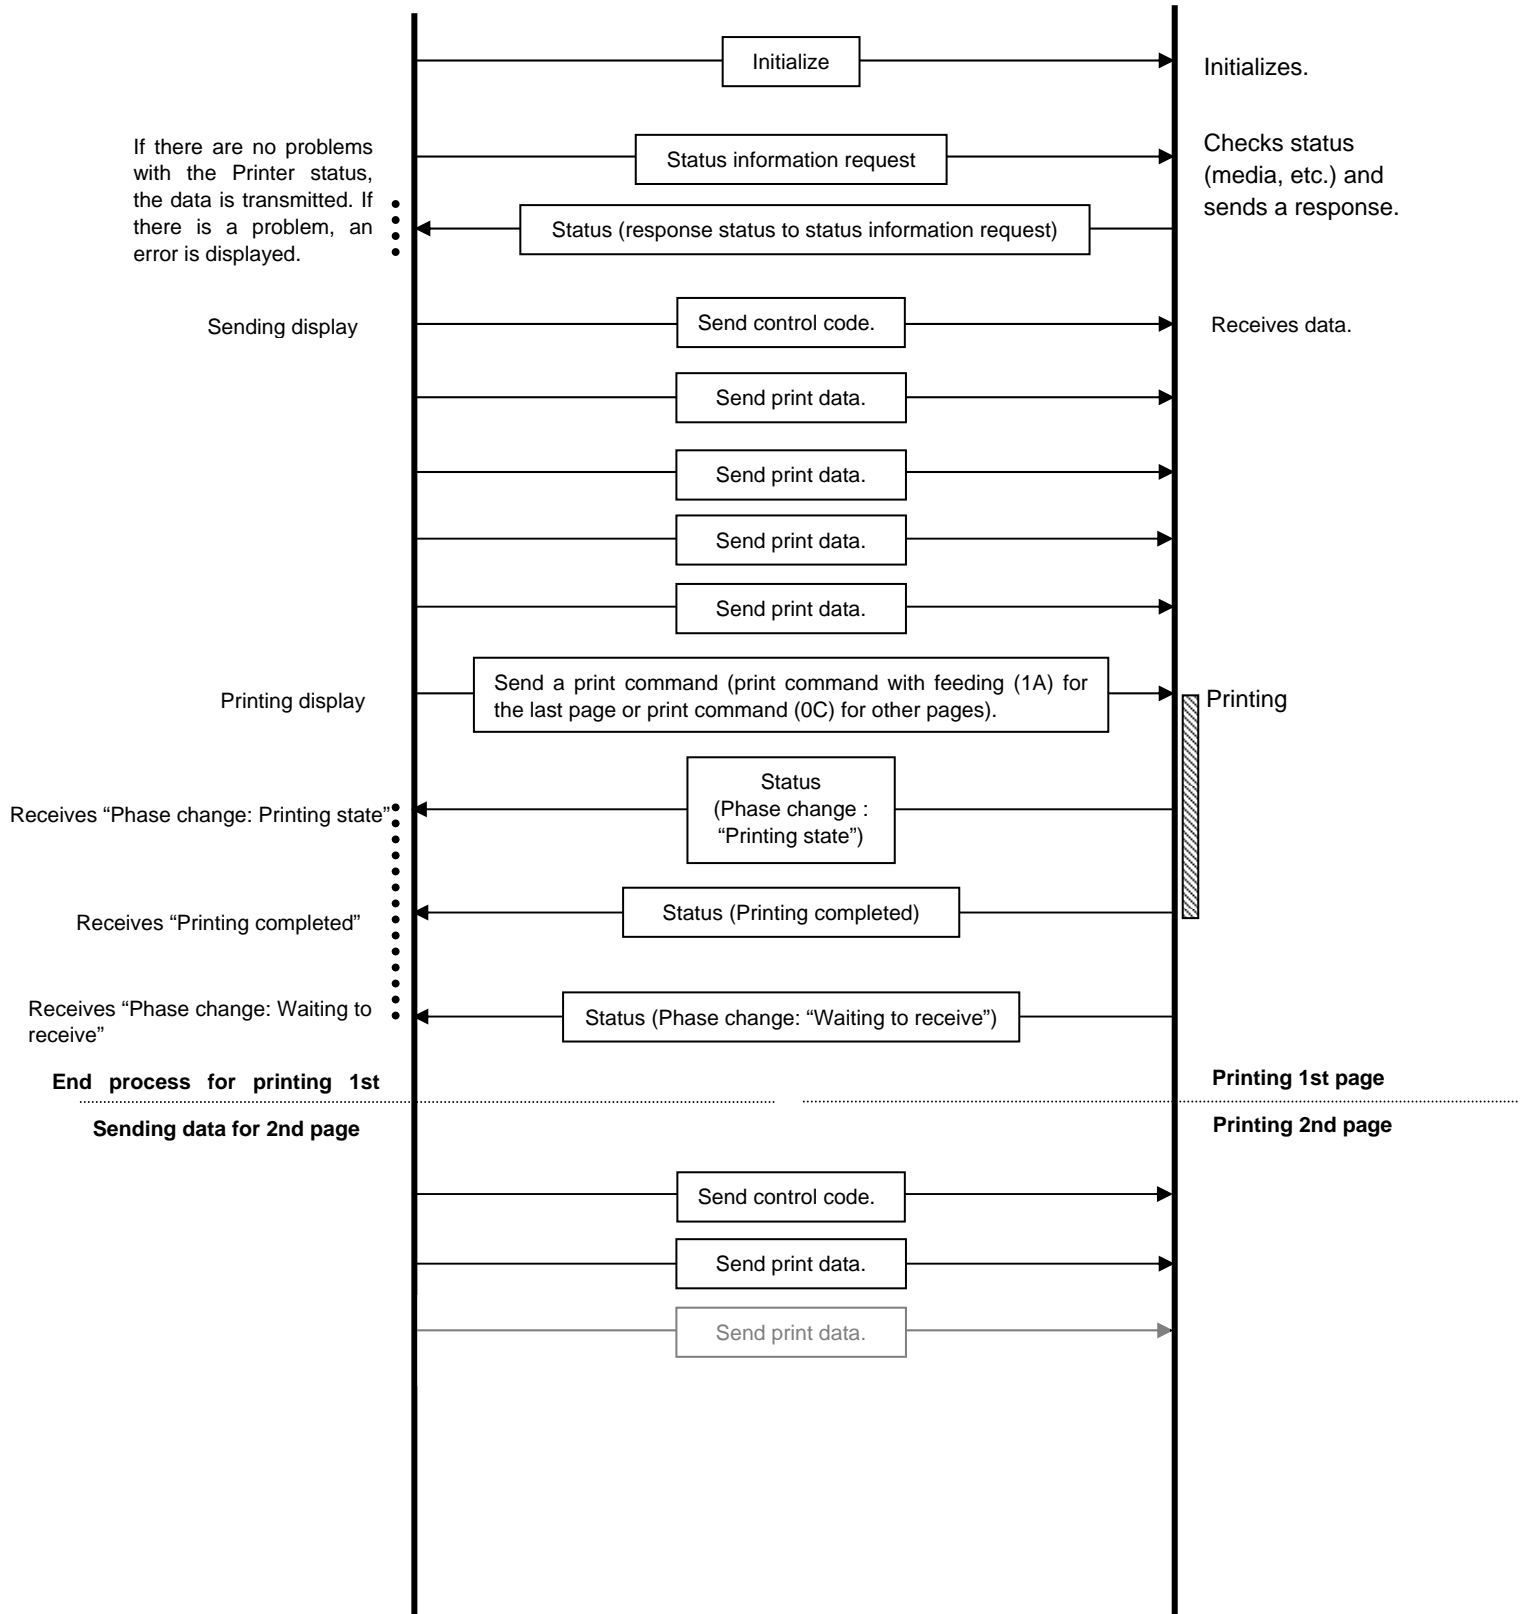 Initialize
Initializes.
If there are no problems
with the Printer status,
the data is transmitted. If
there is a problem, an
error is displayed.
Status information request
Checks status
(media, etc.) and
sends a response.
Status (response status to status information request)
Sending display
Send control code.
Receives data.
Send print data.
Send print data.
Send print data.
Send print data.
Printing display
Send a print command (print command with feeding (1A) for
the last page or print command (0C) for other pages).
Printing
Status
(Phase change :
“Printing state”)
Receives “Phase change: Printing state”
Status (Printing completed)
Receives “Printing completed”
Receives “Phase change: Waiting to
receive”
Status (Phase change: “Waiting to receive”)
End process for printing 1st
Printing 1st page
Sending data for 2nd page
Printing 2nd page
Send control code.
Send print data.
Send print data.